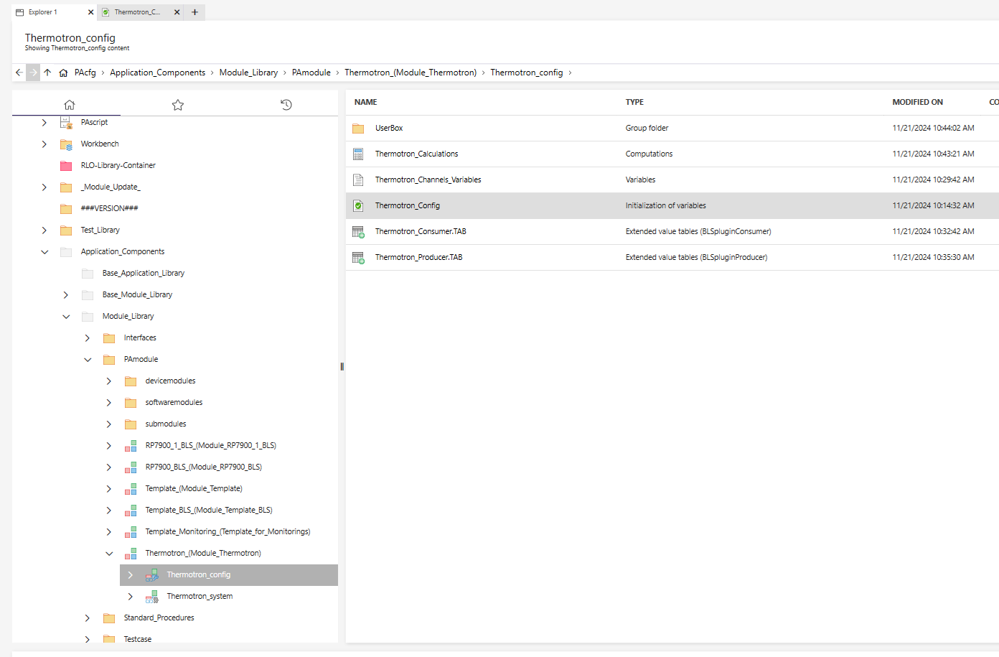 Explorer 1
Thermotron_C...
Thermotron_config
Showing Thermotron_config content
PAcfg > Application_Components > Module_Library > PAmodule > Thermotron_(Module_Thermotron) > Thermotron_config >
PAscript
Workbench
RLO-Library-Container
_Module_Update_
###VERSION###
Test_Library
Application_Components
Base_Application_Library
Base_Module_Library
Module_Library
Interfaces
PAmodule
devicemodules
softwaremodules
submodules
RP7900_1_BLS_(Module_RP7900_1_BLS)
RP7900_BLS_(Module_RP7900_BLS)
Template_(Module_Template)
Template_BLS_(Module_Template_BLS)
Template_Monitoring_(Template_for_Monitorings)
Thermotron_(Module_Thermotron)
Thermotron_config
Thermotron_system
Standard_Procedures
Testcase
NAME TYPE MODIFIED ON CO
UserBox Group folder 11/21/2024 10:44:02 AM
Thermotron_Calculations Computations 11/21/2024 10:43:21 AM
Thermotron_Channels_Variables Variables 11/21/2024 10:29:42 AM
Thermotron_Config Initialization of variables 11/21/2024 10:14:32 AM
Thermotron_Consumer.TAB Extended value tables (BLSpluginConsumer) 11/21/2024 10:32:42 AM
Thermotron_Producer.TAB Extended value tables (BLSpluginProducer) 11/21/2024 10:35:30 AM